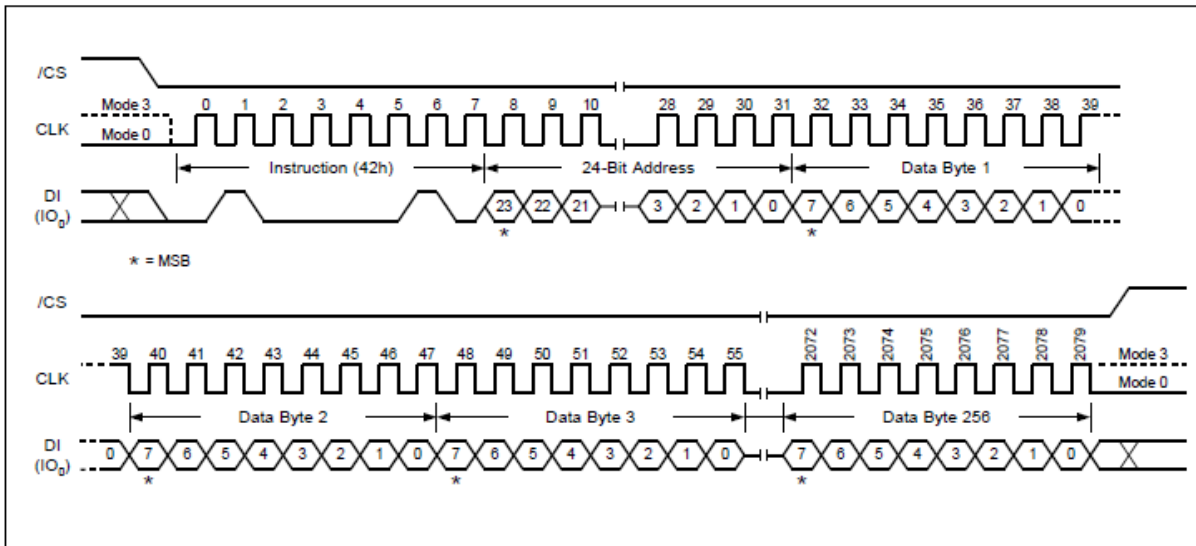 /CS
0 1 2 3 4 5 6 7 8 9 10 28 29 30 31 32 33 34 35 36 37 38 39
Mode 3
CLK
Mode 0
Instruction (42h) 24-Bit Address Data Byte 1
DI
(IO0)
23 22 21 3 2 1 0 7 6 5 4 3 2 1 0
* *
* = MSB
/CS
39 40 41 42 43 44 45 46 47 48 49 50 51 52 53 54 55 2072 2073 2074 2075 2076 2077 2078 2079
Mode 3
CLK
Mode 0
Data Byte 2 Data Byte 3 Data Byte 256
DI
(IO0)
0 7 6 5 4 3 2 1 0 7 6 5 4 3 2 1 0 7 6 5 4 3 2 1 0
* * *